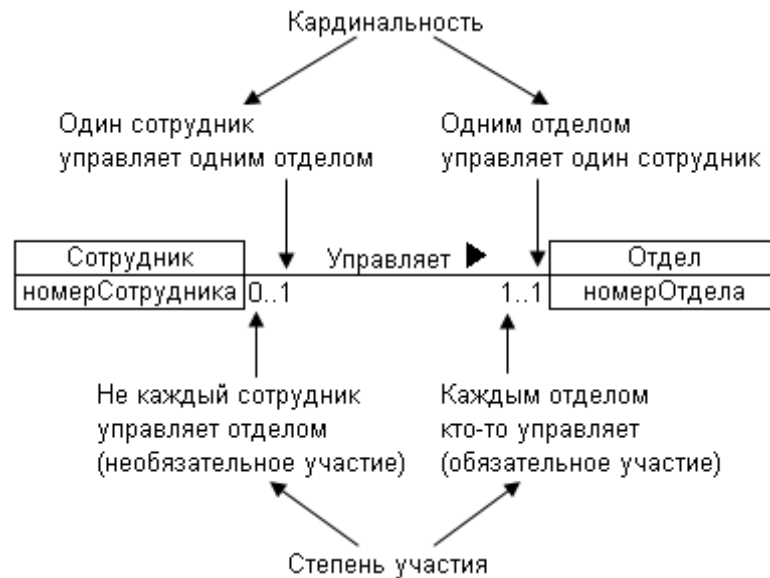 Кардинальность
Один сотрудник
управляет одним отделом
Одним отделом
управляет один сотрудник
Сотрудник
номерСотрудника
0..1
Управляет
1..1
Отдел
номерОтдела
Не каждый сотрудник
управляет отделом
(необязательное участие)
Каждым отделом
кто-то управляет
(обязательное участие)
Степень участия